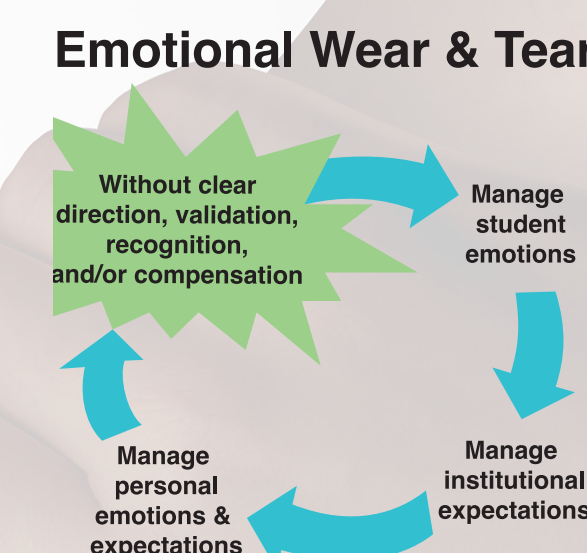 Emotional Wear & Tear
Without clear
direction, validation,
recognition,
and/or compensation
Manage
student
emotions
Manage
institutional
expectations
Manage
personal
emotions &
expectations